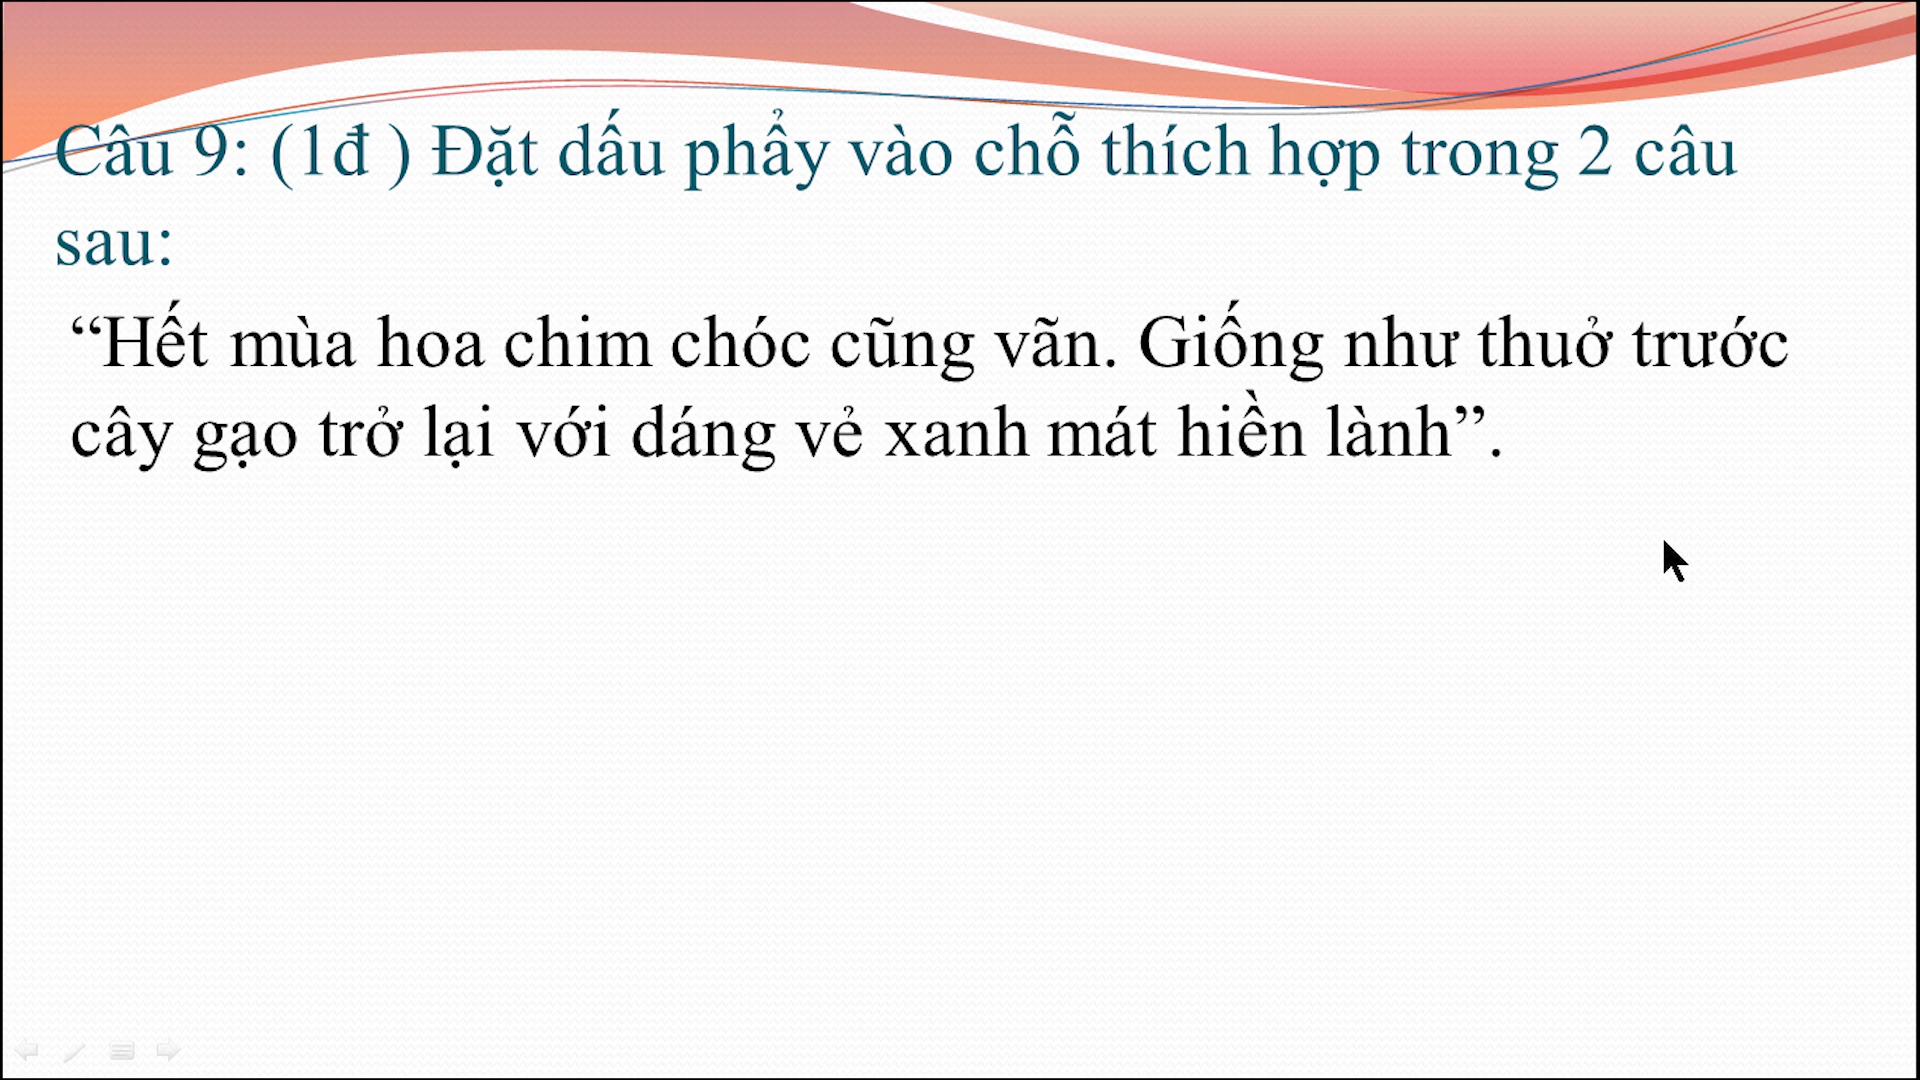 Câu 9: (1đ ) Đặt dấu phẩy vào chỗ thích hợp trong 2 câu
sau:
“Hết mùa hoa chim chóc cũng vãn. Giống như thuở trước
cây gạo trở lại với dáng vẻ xanh mát hiền lành”.